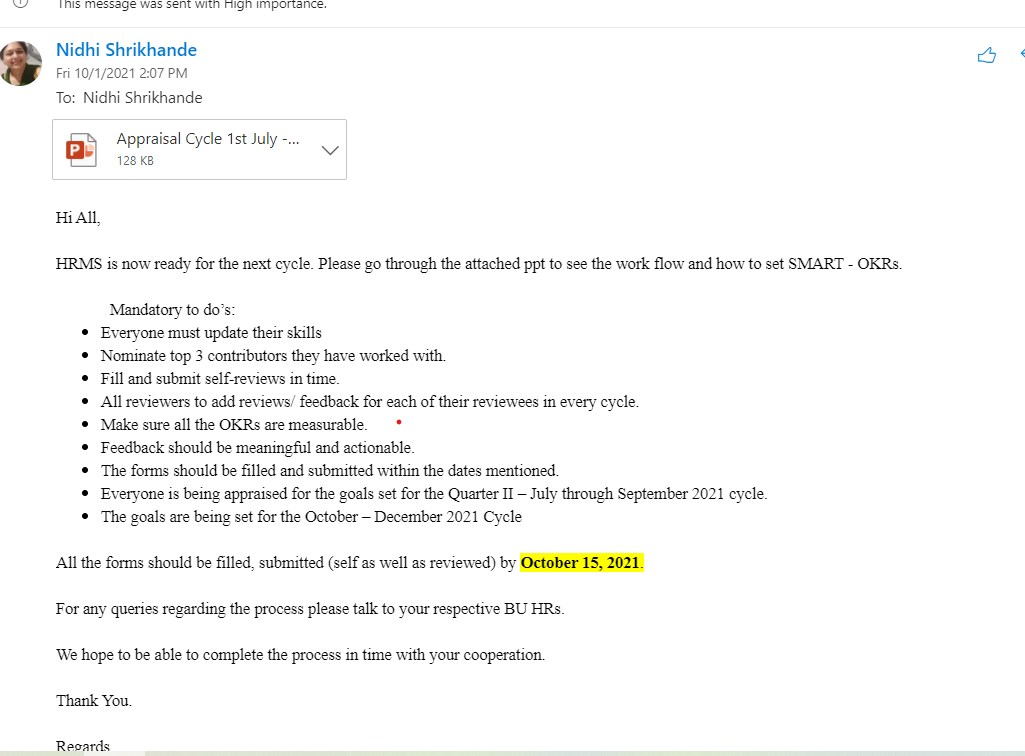 This message was sent with High importance.
Nidhi Shrikhande
Fri 10/1/2021 2:07 PM
To: Nidhi Shrikhande
Appraisal Cycle 1st July -...
128 KB
Hi All,
HRMS is now ready for the next cycle. Please go through the attached ppt to see the work flow and how to set SMART - OKRs.
Mandatory to do’s:
• Everyone must update their skills
• Nominate top 3 contributors they have worked with.
• Fill and submit self-reviews in time.
• All reviewers to add reviews/ feedback for each of their reviewees in every cycle.
• Make sure all the OKRs are measurable.
• Feedback should be meaningful and actionable.
• The forms should be filled and submitted within the dates mentioned.
• Everyone is being appraised for the goals set for the Quarter II – July through September 2021 cycle.
• The goals are being set for the October – December 2021 Cycle
All the forms should be filled, submitted (self as well as reviewed) by October 15, 2021.
For any queries regarding the process please talk to your respective BU HRs.
We hope to be able to complete the process in time with your cooperation.
Thank You.
Regards